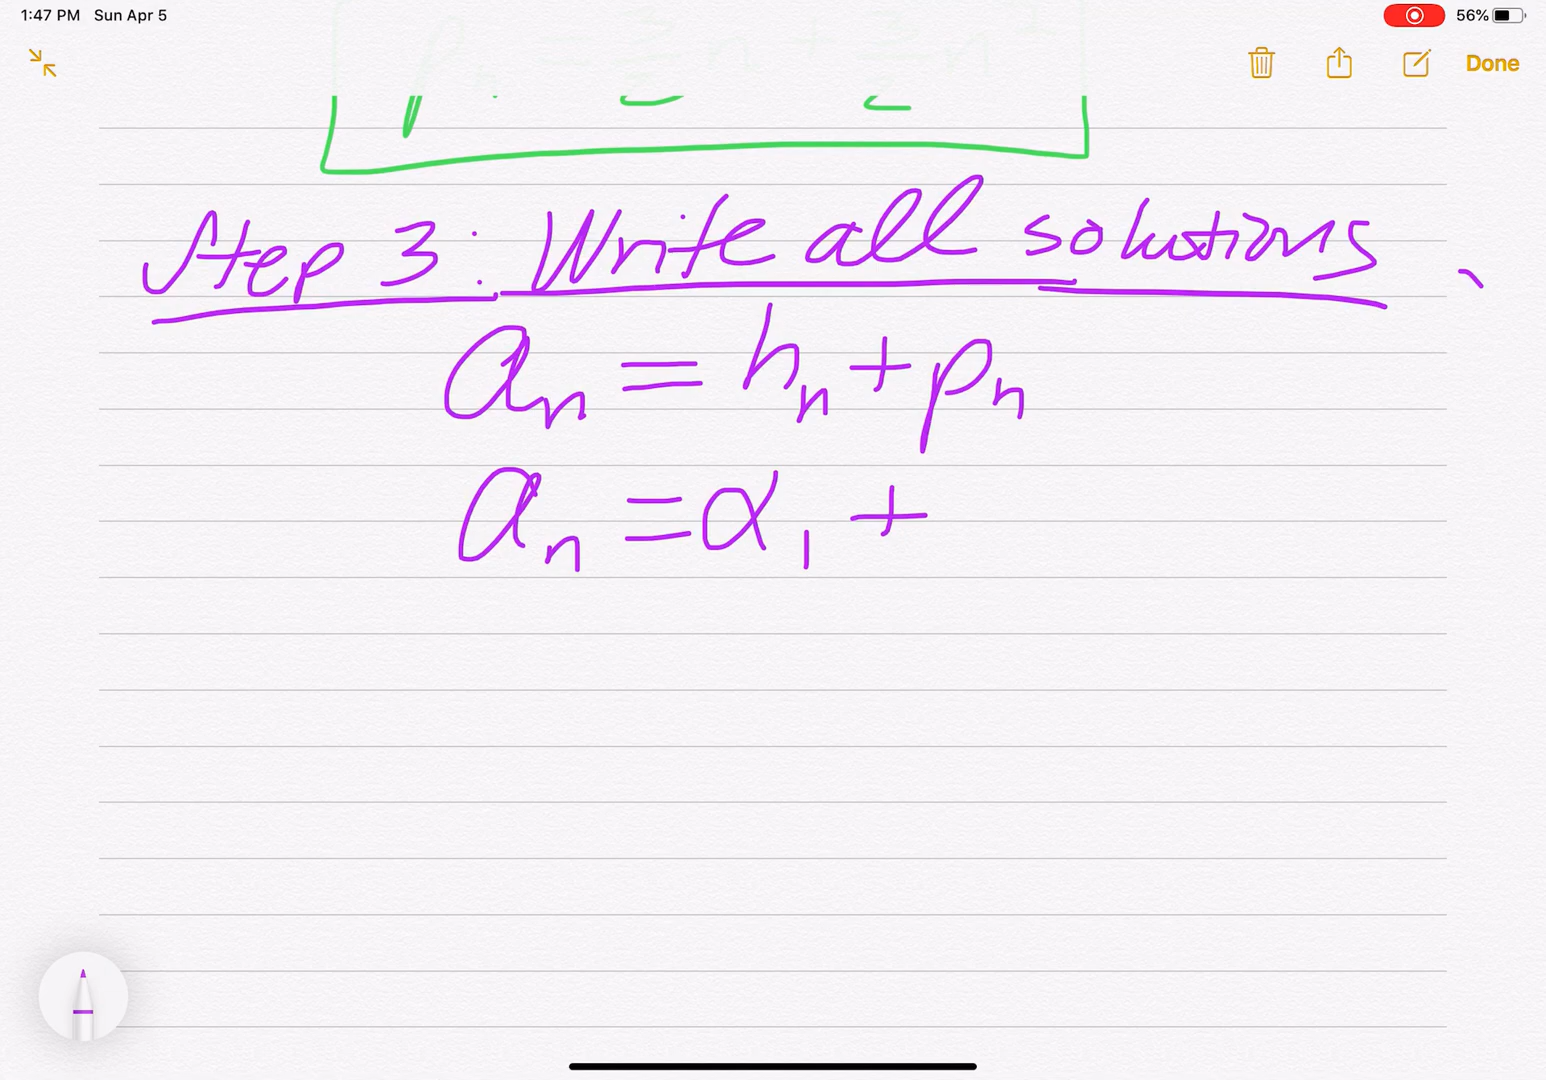 1:47 PM Sun Apr 5 56%
Done
Step 3: Write all solutions
aₙ = hₙ + pₙ
aₙ = α₁ +